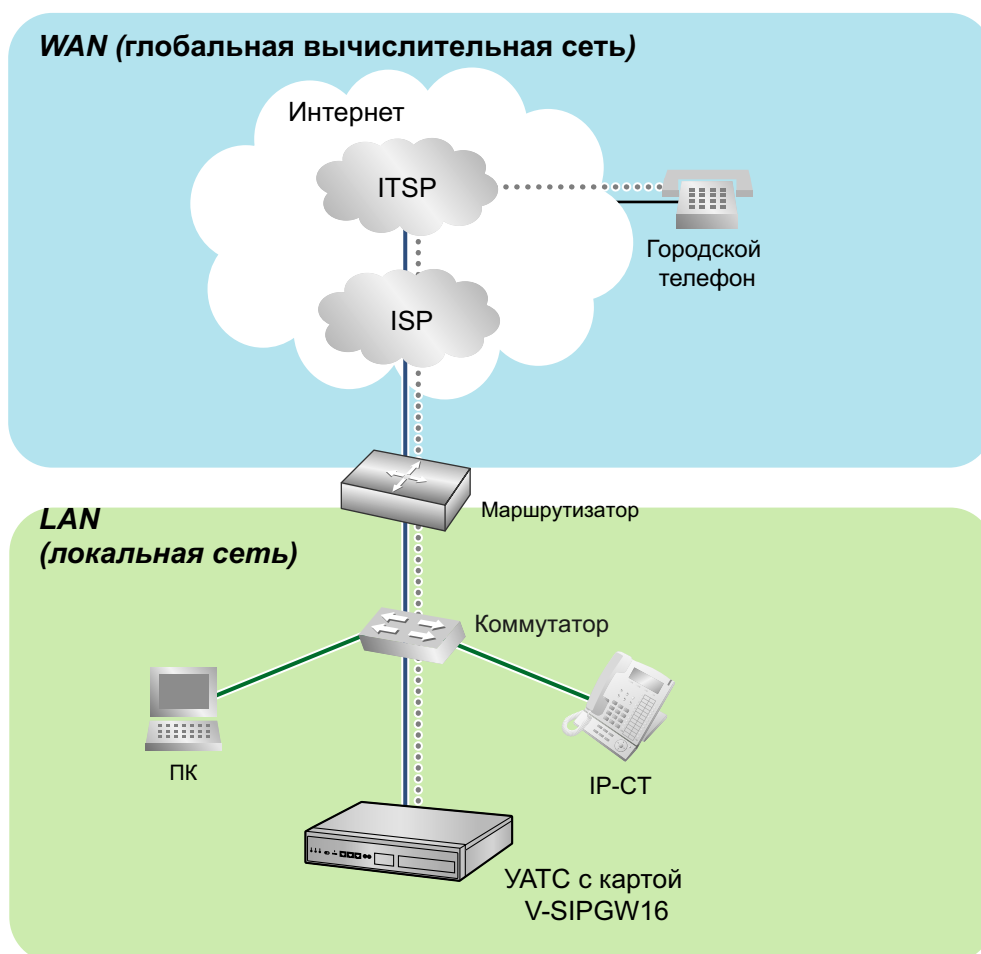 WAN (глобальная вычислительная сеть)
Интернет
ITSP
Городской
телефон
ISP
Маршрутизатор
LAN
(локальная сеть)
Коммутатор
ПК
IP-СТ
УАТС с картой
V-SIPGW16